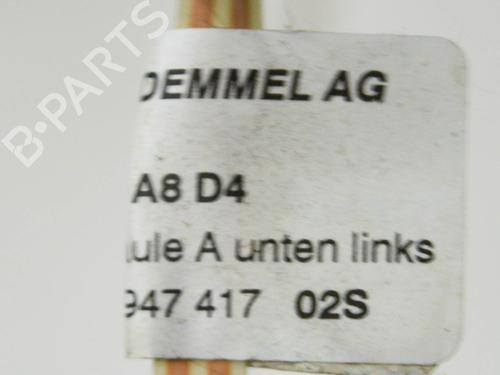 B-PARTS
DEMMEL AG
A8 D4
ule A unten links
947 417 02S